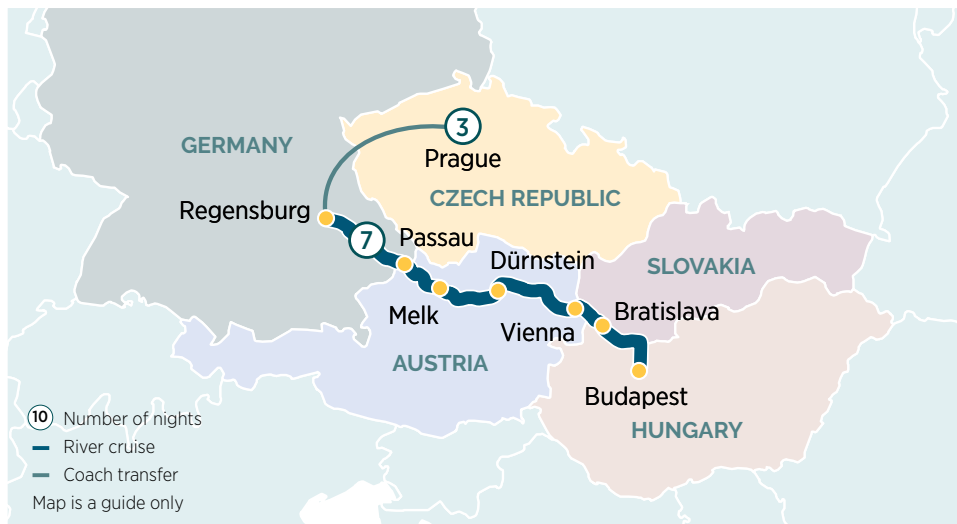 3
GERMANY
Prague
CZECH REPUBLIC
Regensburg
7
Passau
Dürnstein
SLOVAKIA
Melk
Vienna
Bratislava
AUSTRIA
Budapest
HUNGARY
10 Number of nights
River cruise
Coach transfer
Map is a guide only